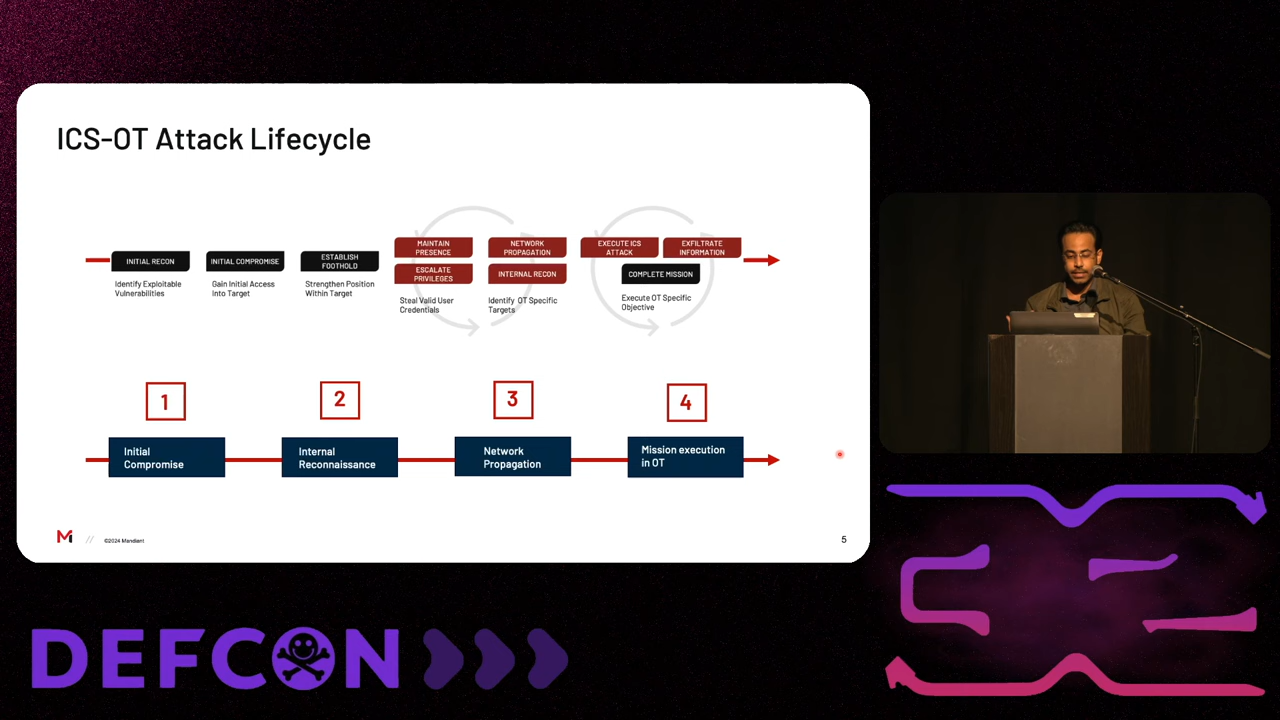 ICS-OT Attack Lifecycle
INITIAL RECON
Identify Exploitable
Vulnerabilities
INITIAL COMPROMISE
Gain Initial Access
Into Target
ESTABLISH
FOOTHOLD
Strengthen Position
Within Target
MAINTAIN
PRESENCE
ESCALATE
PRIVILEGES
Steal Valid User
Credentials
NETWORK
PROPAGATION
INTERNAL RECON
Identify OT Specific
Targets
EXECUTE ICS
ATTACK
EXFILTRATE
INFORMATION
COMPLETE MISSION
Execute OT Specific
Objective
1
2
3
4
Initial
Compromise
Internal
Reconnaissance
Network
Propagation
Mission execution
in OT
M // ©2024 Mandiant
5
DEFCON